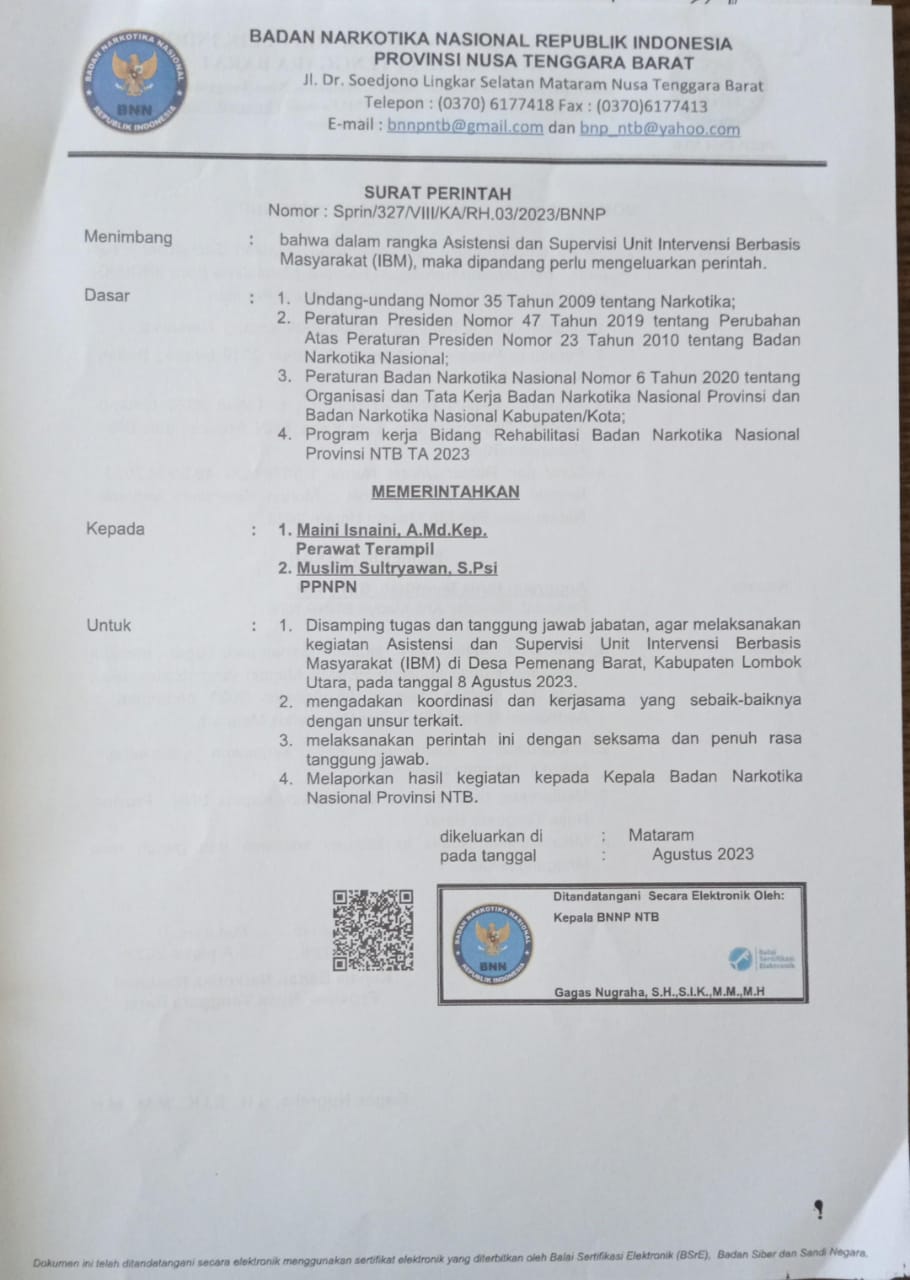 BADAN NARKOTIKA NASIONAL REPUBLIK INDONESIA
PROVINSI NUSA TENGGARA BARAT
Jl. Dr. Soedjono Lingkar Selatan Mataram Nusa Tenggara Barat
Telepon : (0370) 6177418 Fax : (0370)6177413
E-mail : bnnpntb@gmail.com dan bnp_ntb@yahoo.com
BADAN NARKOTIKA NASIONAL
BNN
REPUBLIK INDONESIA
SURAT PERINTAH
Nomor : Sprin/327/VIII/KA/RH.03/2023/BNNP
Menimbang : bahwa dalam rangka Asistensi dan Supervisi Unit Intervensi Berbasis
Masyarakat (IBM), maka dipandang perlu mengeluarkan perintah.
Dasar : 1. Undang-undang Nomor 35 Tahun 2009 tentang Narkotika;
2. Peraturan Presiden Nomor 47 Tahun 2019 tentang Perubahan
Atas Peraturan Presiden Nomor 23 Tahun 2010 tentang Badan
Narkotika Nasional;
3. Peraturan Badan Narkotika Nasional Nomor 6 Tahun 2020 tentang
Organisasi dan Tata Kerja Badan Narkotika Nasional Provinsi dan
Badan Narkotika Nasional Kabupaten/Kota;
4. Program kerja Bidang Rehabilitasi Badan Narkotika Nasional
Provinsi NTB TA 2023
MEMERINTAHKAN
Kepada : 1. Maini Isnaini, A.Md.Kep.
Perawat Terampil
2. Muslim Sultryawan, S.Psi
PPNPN
Untuk : 1. Disamping tugas dan tanggung jawab jabatan, agar melaksanakan
kegiatan Asistensi dan Supervisi Unit Intervensi Berbasis
Masyarakat (IBM) di Desa Pemenang Barat, Kabupaten Lombok
Utara, pada tanggal 8 Agustus 2023.
2. mengadakan koordinasi dan kerjasama yang sebaik-baiknya
dengan unsur terkait.
3. melaksanakan perintah ini dengan seksama dan penuh rasa
tanggung jawab.
4. Melaporkan hasil kegiatan kepada Kepala Badan Narkotika
Nasional Provinsi NTB.
dikeluarkan di : Mataram
pada tanggal : Agustus 2023
Ditandatangani Secara Elektronik Oleh:
Kepala BNNP NTB
BADAN NARKOTIKA NASIONAL
BNN
REPUBLIK INDONESIA
Balai
Sertifikasi
Elektronik
Gagas Nugraha, S.H.,S.I.K.,M.M.,M.H
Dokumen ini telah ditandatangani secara elektronik menggunakan sertifikat elektronik yang diterbitkan oleh Balai Sertifikasi Elektronik (BSrE), Badan Siber dan Sandi Negara.